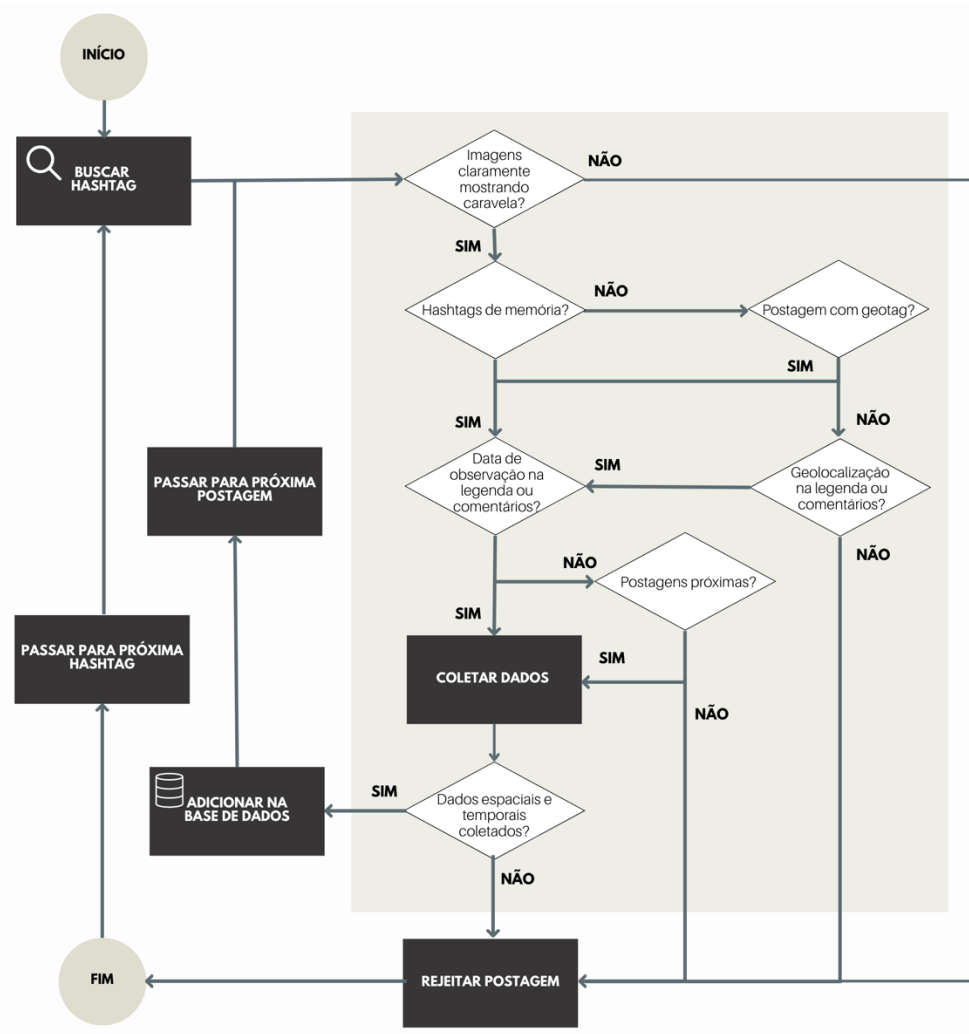 INÍCIO
BUSCAR
HASHTAG
Imagens
claramente
mostrando
caravela?
NÃO
SIM
Hashtags de memória?
NÃO
Postagem com geotag?
SIM
SIM
NÃO
Data de
observação na
legenda ou
comentários?
SIM
Geolocalização
na legenda ou
comentários?
PASSAR PARA PRÓXIMA
POSTAGEM
NÃO
NÃO
Postagens próximas?
SIM
PASSAR PARA PRÓXIMA
HASHTAG
COLETAR DADOS
SIM
NÃO
ADICIONAR NA
BASE DE DADOS
SIM
Dados espaciais e
temporais
coletados?
NÃO
FIM
REJEITAR POSTAGEM